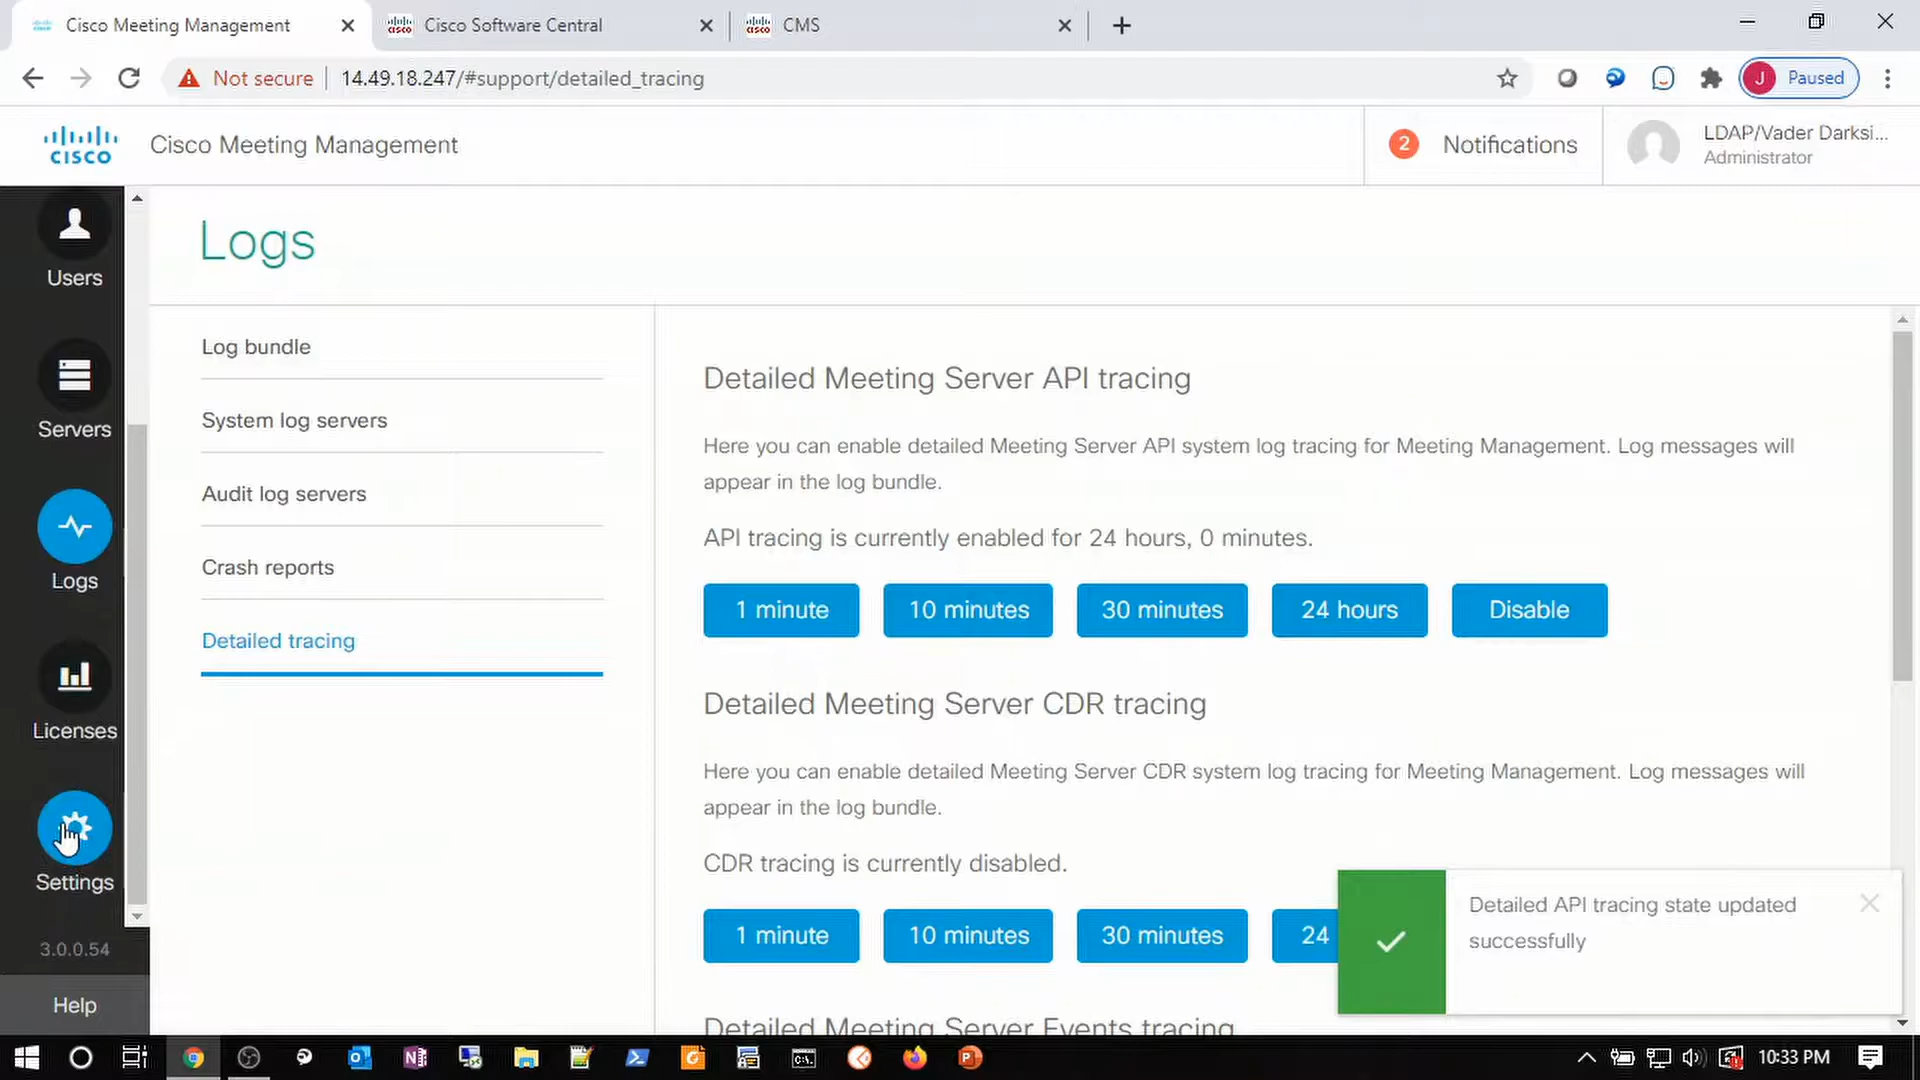 Cisco Meeting Management
Cisco Software Central
CMS
Not secure
14.49.18.247/#support/detailed_tracing
J
Paused
CISCO
Cisco Meeting Management
2
Notifications
LDAP/Vader Darksi...
Administrator
Users
Servers
Logs
Licenses
Settings
3.0.0.54
Help
Logs
Log bundle
System log servers
Audit log servers
Crash reports
Detailed tracing
Detailed Meeting Server API tracing
Here you can enable detailed Meeting Server API system log tracing for Meeting Management. Log messages will
appear in the log bundle.
API tracing is currently enabled for 24 hours, 0 minutes.
1 minute
10 minutes
30 minutes
24 hours
Disable
Detailed Meeting Server CDR tracing
Here you can enable detailed Meeting Server CDR system log tracing for Meeting Management. Log messages will
appear in the log bundle.
CDR tracing is currently disabled.
1 minute
10 minutes
30 minutes
24
Detailed API tracing state updated
successfully
Detailed Meeting Server Events tracing
10:33 PM